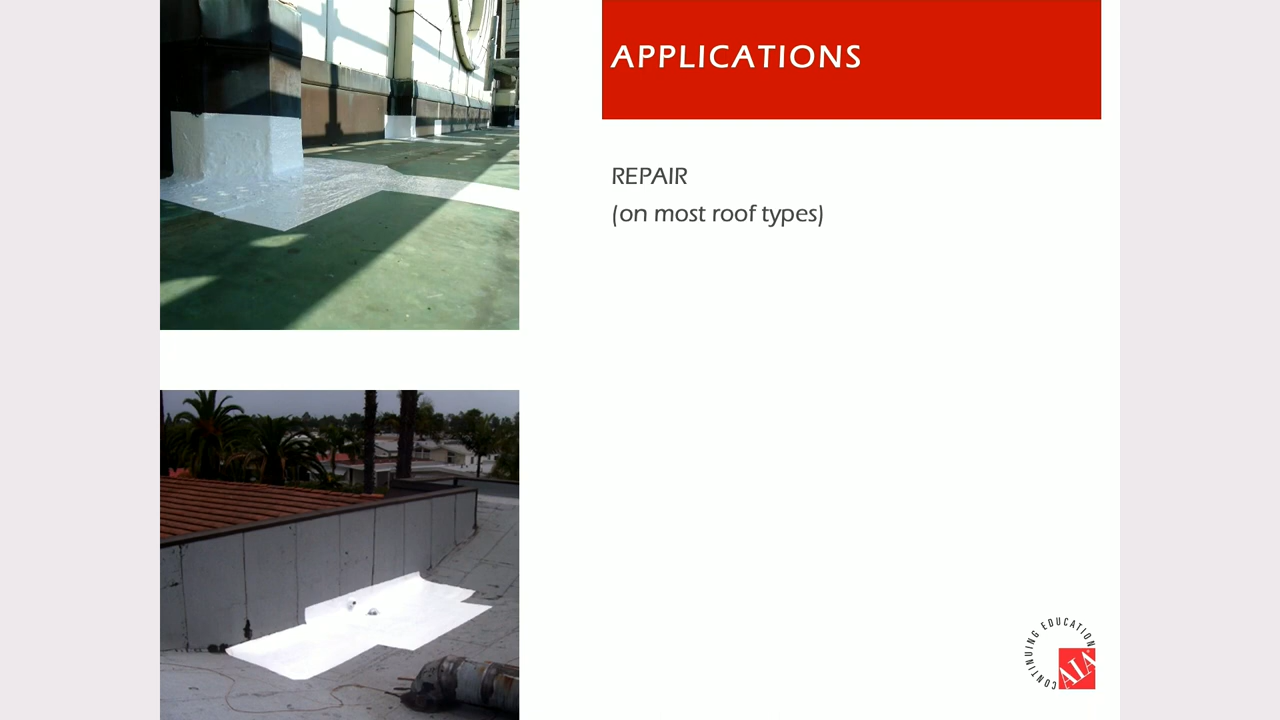 APPLICATIONS
REPAIR
(on most roof types)
CONTINUING EDUCATION
AIA